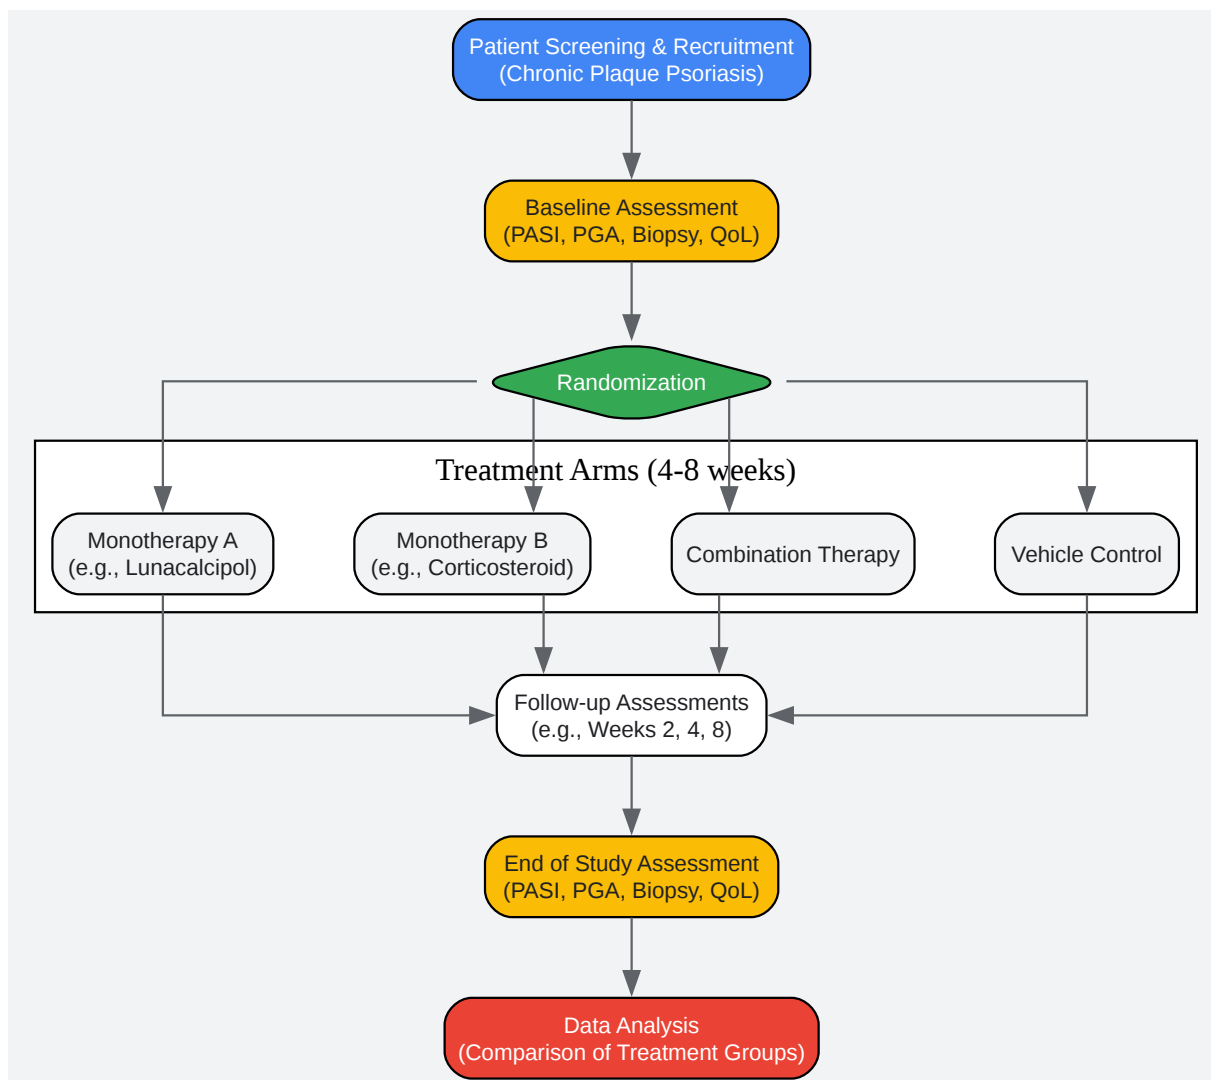 Patient Screening & Recruitment
(Chronic Plaque Psoriasis)
Baseline Assessment
(PASI, PGA, Biopsy, QoL)
Randomization
Treatment Arms (4-8 weeks)
Monotherapy A
(e.g., Lunacalcipol)
Monotherapy B
(e.g., Corticosteroid)
Combination Therapy
Vehicle Control
Follow-up Assessments
(e.g., Weeks 2, 4, 8)
End of Study Assessment
(PASI, PGA, Biopsy, QoL)
Data Analysis
(Comparison of Treatment Groups)